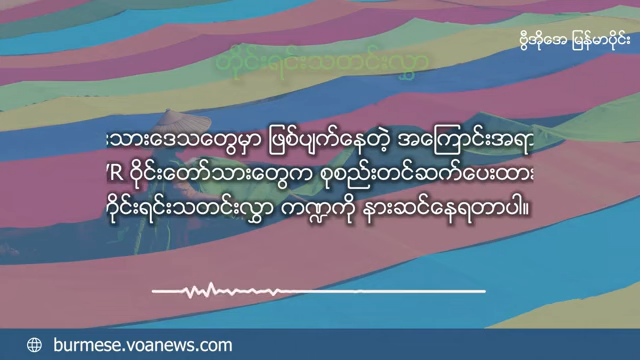 ဗွီအိုအေ မြန်မာပိုင်း
တိုင်းရင်းသတင်းလွှာ
းသားဒေသတွေမှာ ဖြစ်ပျက်နေတဲ့ အကြောင်းအရာ
/R ဝိုင်းတော်သားတွေက စုစည်းတင်ဆက်ပေးထား
ိုင်းရင်းသတင်းလွှာ ကဏ္ဍကို နားဆင်နေရတာပါ။
burmese.voanews.com